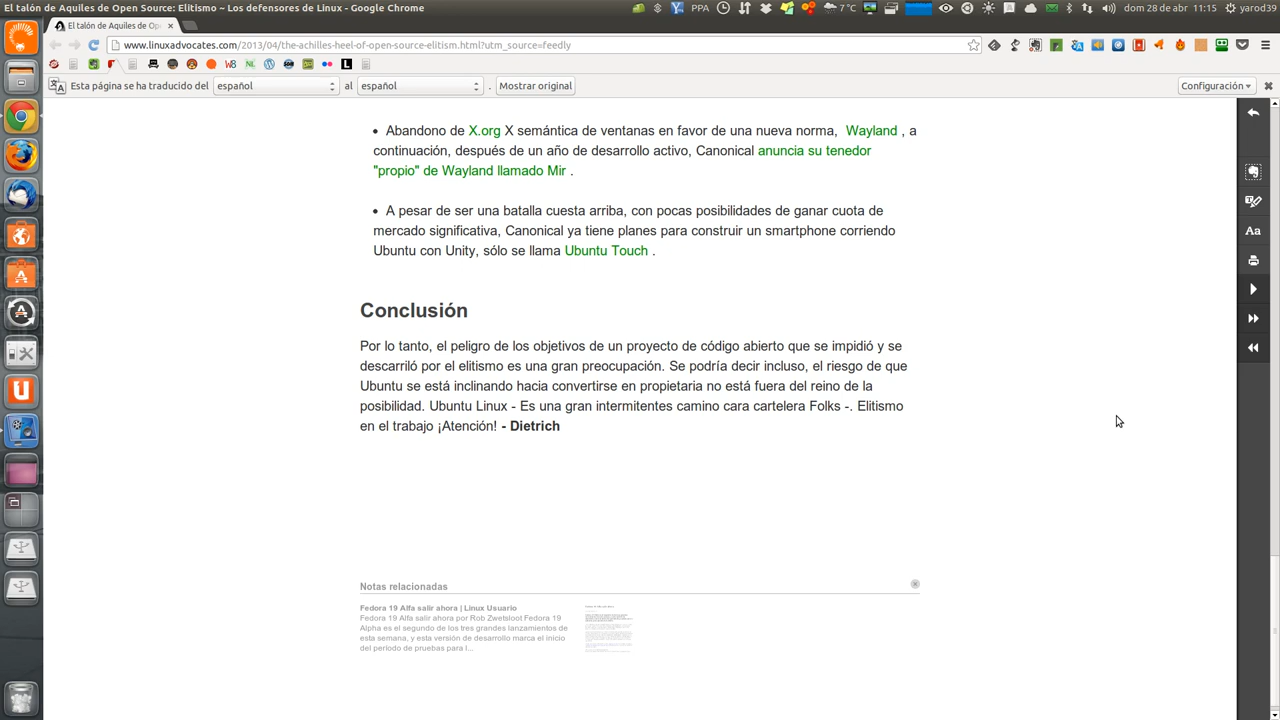 El talón de Aquiles de Open Source: Elitismo ~ Los defensores de Linux - Google Chrome
PPA
7°C
dom 28 de abr
11:15
yarod39
El talón de Aquiles de Op
www.linuxadvocates.com/2013/04/the-achilles-heel-of-open-source-elitism.html?utm_source=feedly
W8
Esta página se ha traducido del
español
al
español
.
Mostrar original
Configuración
• Abandono de X.org X semántica de ventanas en favor de una nueva norma, Wayland , a
continuación, después de un año de desarrollo activo, Canonical anuncia su tenedor
"propio" de Wayland llamado Mir .
• A pesar de ser una batalla cuesta arriba, con pocas posibilidades de ganar cuota de
mercado significativa, Canonical ya tiene planes para construir un smartphone corriendo
Ubuntu con Unity, sólo se llama Ubuntu Touch .
Aa
Conclusión
Por lo tanto, el peligro de los objetivos de un proyecto de código abierto que se impidió y se
descarriló por el elitismo es una gran preocupación. Se podría decir incluso, el riesgo de que
Ubuntu se está inclinando hacia convertirse en propietaria no está fuera del reino de la
posibilidad. Ubuntu Linux - Es una gran intermitentes camino cara cartelera Folks -. Elitismo
en el trabajo ¡Atención! - Dietrich
Notas relacionadas
Fedora 19 Alfa salir ahora | Linux Usuario
Fedora 19 Alfa salir ahora por Rob Zwetsloot Fedora 19
Alpha es el segundo de los tres grandes lanzamientos de
esta semana, y esta versión de desarrollo marca el inicio
del período de pruebas para l...